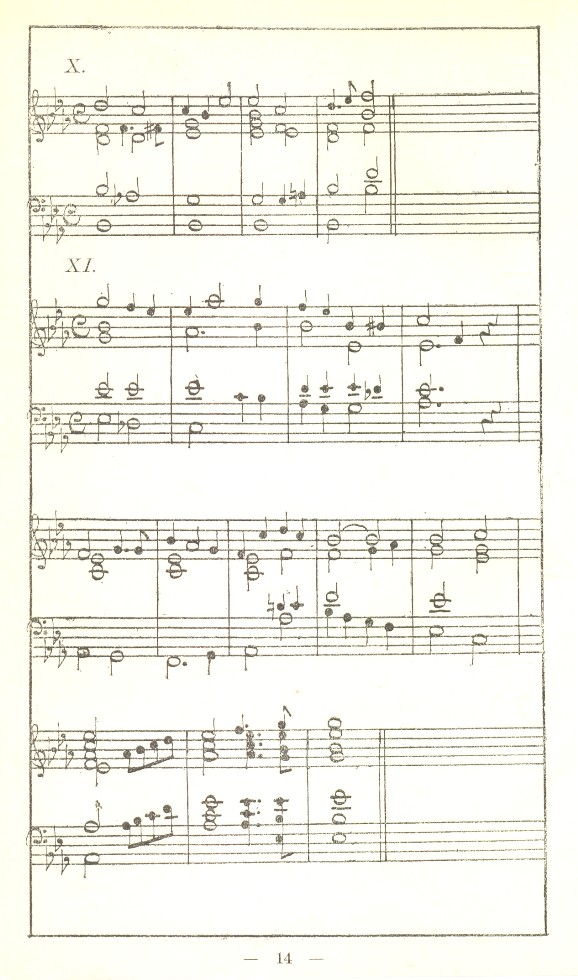 X.
XI.
— 14 —